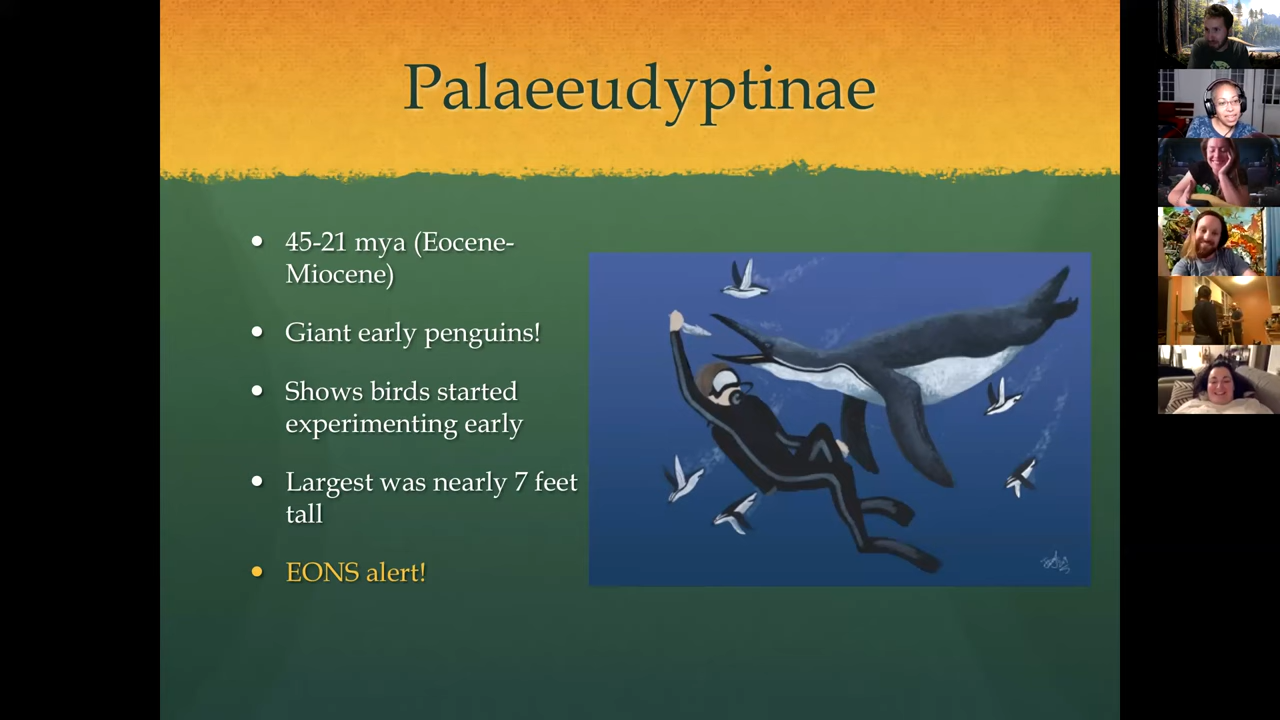 Palaeeudyptinae
45-21 mya (Eocene-
Miocene)
Giant early penguins!
Shows birds started
experimenting early
Largest was nearly 7 feet
tall
EONS alert!